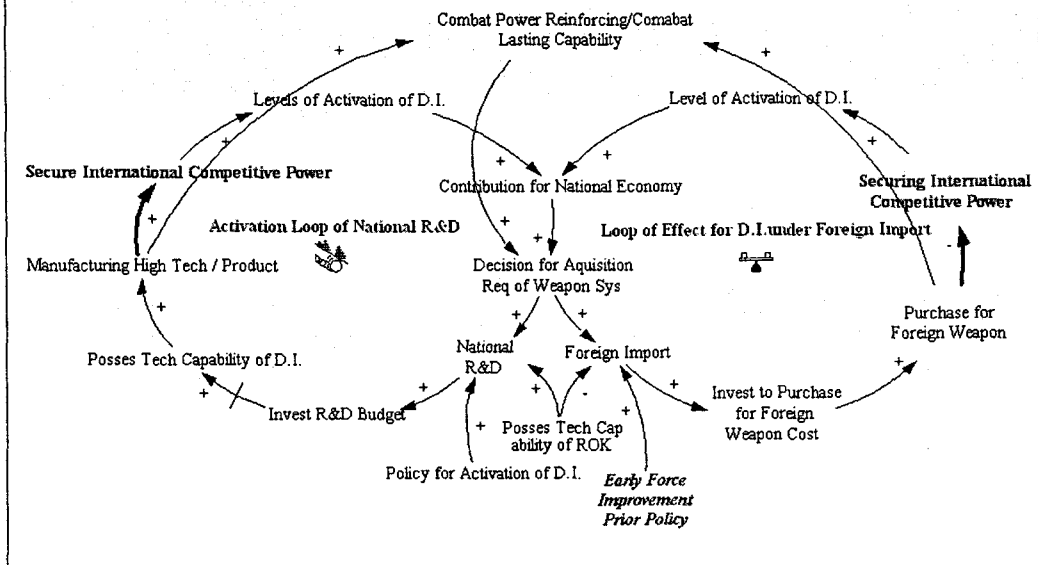 Combat Power Reinforcing/Comabat
Lasting Capability
+
+
Levels of Activation of D.I.
Level of Activation of D.I.
+
+
+
+
Secure International Competitive Power
Contribution for National Economy
Securing International
Competitive Power
+
+
+
Activation Loop of National R&D
Loop of Effect for D.I.under Foreign Import
-
Manufacturing High Tech / Product
Decision for Aquisition
Req of Weapon Sys
+
+
+
Purchase for
Foreign Weapon
National
R&D
Foreign Import
Posses Tech Capability of D.I.
+
+
+
-
+
+
Invest to Purchase
for Foreign
Weapon Cost
+
Invest R&D Budget
+
+
Posses Tech Cap
ability of ROK
Policy for Activation of D.I.
Early Force
Improvement
Prior Policy